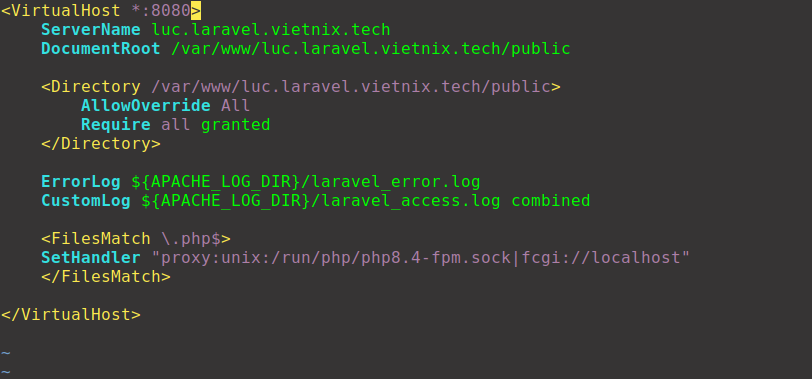 <VirtualHost *:8080>
    ServerName luc.laravel.vietnix.tech
    DocumentRoot /var/www/luc.laravel.vietnix.tech/public

    <Directory /var/www/luc.laravel.vietnix.tech/public>
        AllowOverride All
        Require all granted
    </Directory>

    ErrorLog ${APACHE_LOG_DIR}/laravel_error.log
    CustomLog ${APACHE_LOG_DIR}/laravel_access.log combined

    <FilesMatch \.php$>
    SetHandler "proxy:unix:/run/php/php8.4-fpm.sock|fcgi://localhost"
    </FilesMatch>

</VirtualHost>

~
~